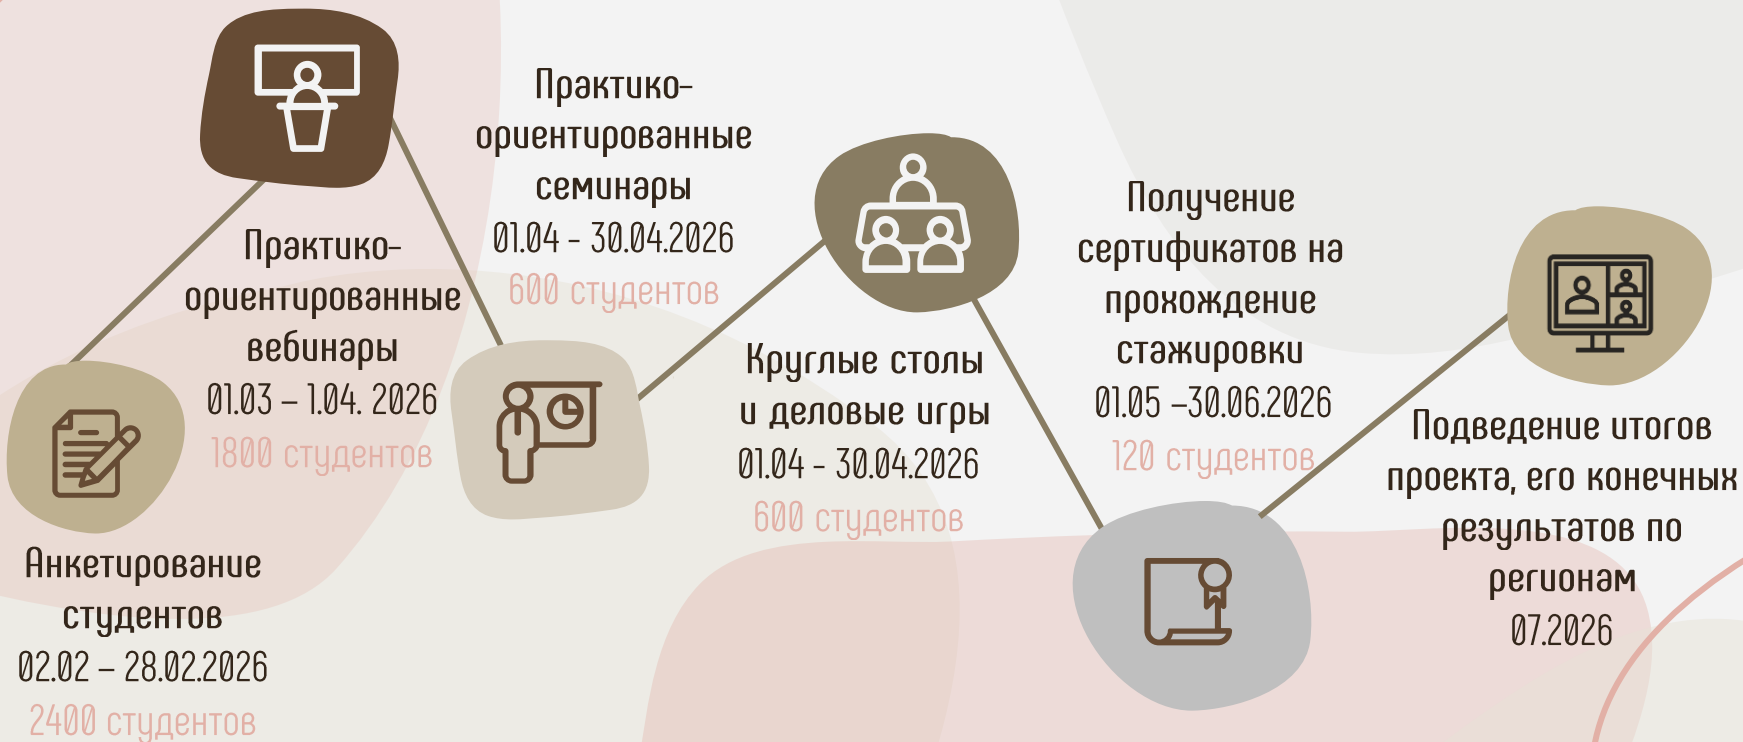 Анкетирование
студентов
02.02 – 28.02.2026
2400 студентов
Практико-
ориентированные
вебинары
01.03 – 1.04. 2026
1800 студентов
Практико-
ориентированные
семинары
01.04 - 30.04.2026
600 студентов
Круглые столы
и деловые игры
01.04 - 30.04.2026
600 студентов
Получение
сертификатов на
прохождение
стажировки
01.05 –30.06.2026
120 студентов
Подведение итогов
проекта, его конечных
результатов по
регионам
07.2026